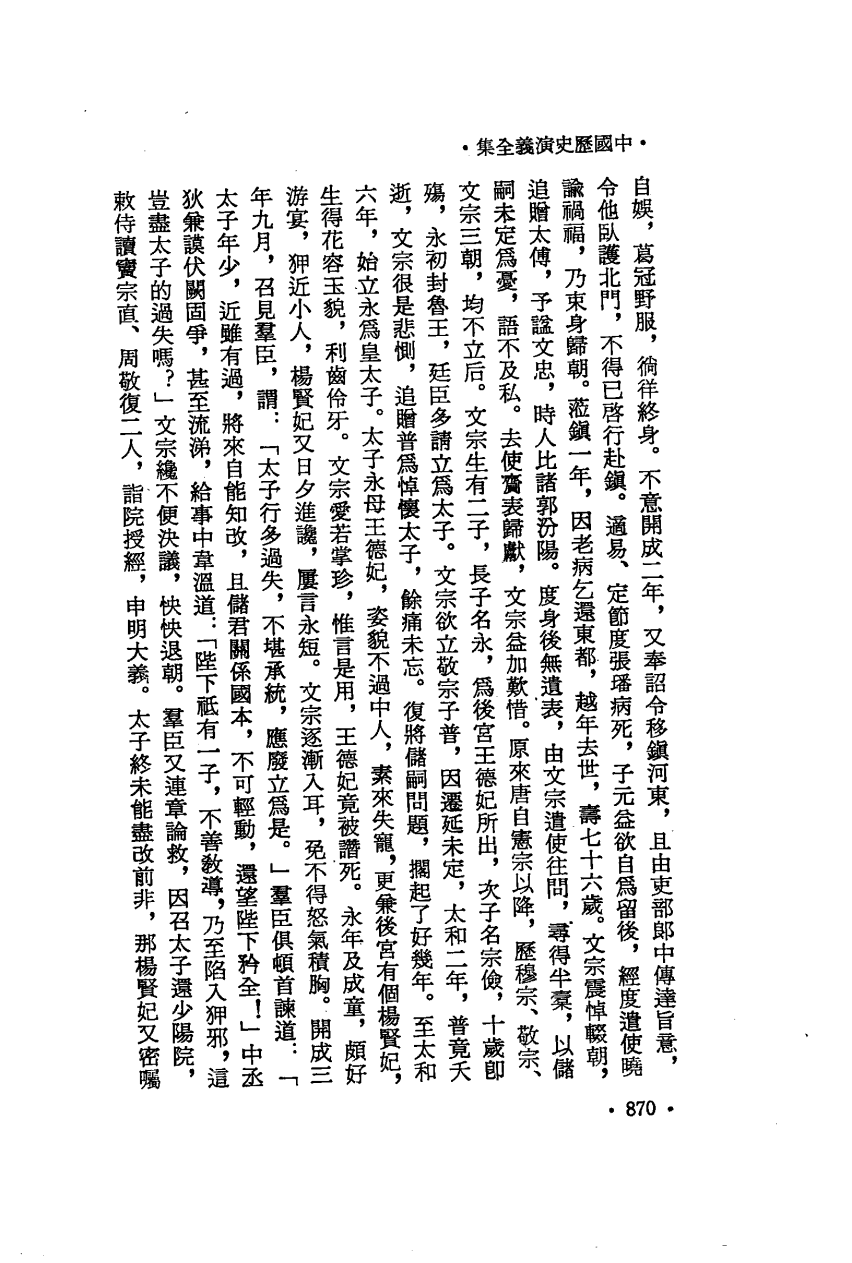 ·中國歷史演義全集·
自娛，葛冠野服，徜徉終身。不意開成二年，又奉詔令移鎮河東，且由吏部郎中傳達旨意，
令他臥護北門，不得已啓行赴鎮。適易、定節度張璠病死，子元益欲自爲留後，經度遣使曉
諭禍福，乃束身歸朝。蒞鎮一年，因老病乞還東都，越年去世，壽七十六歲。文宗震悼輟朝，
追贈太傅，予諡文忠，時人比諸郭汾陽。度身後無遺表，由文宗遣使往問，尋得半稾，以儲
嗣未定爲憂，語不及私。去使齎表歸獻，文宗益加歎惜。原來唐自憲宗以降，歷穆宗、敬宗、
文宗三朝，均不立后。文宗生有二子，長子名永，爲後宮王德妃所出，次子名宗儉，十歲卽
殤，永初封魯王，廷臣多請立爲太子。文宗欲立敬宗子普，因遷延未定，太和二年，普竟夭
逝，文宗很是悲惻，追贈普爲悼懷太子，餘痛未忘。復將儲嗣問題，擱起了好幾年。至太和
六年，始立永爲皇太子。太子永母王德妃，姿貌不過中人，素來失寵，更兼後宮有個楊賢妃，
生得花容玉貌，利齒伶牙。文宗愛若掌珍，惟言是用，王德妃竟被譖死。永年及成童，頗好
游宴，狎近小人，楊賢妃又日夕進讒，屢言永短。文宗逐漸入耳，免不得怒氣積胸。開成三
年九月，召見羣臣，謂：「太子行多過失，不堪承統，應廢立爲是。」羣臣俱頓首諫道：「
太子年少，近雖有過，將來自能知改，且儲君關係國本，不可輕動，還望陛下矜全！」中丞
狄兼謨伏闕固爭，甚至流涕，給事中韋溫道：「陛下祇有一子，不善敎導，乃至陷入狎邪，這
豈盡太子的過失嗎？」文宗纔不便決議，怏怏退朝。羣臣又連章論救，因召太子還少陽院，
敕侍讀竇宗直、周敬復二人，詣院授經，申明大義。太子終未能盡改前非，那楊賢妃又密囑
·870·